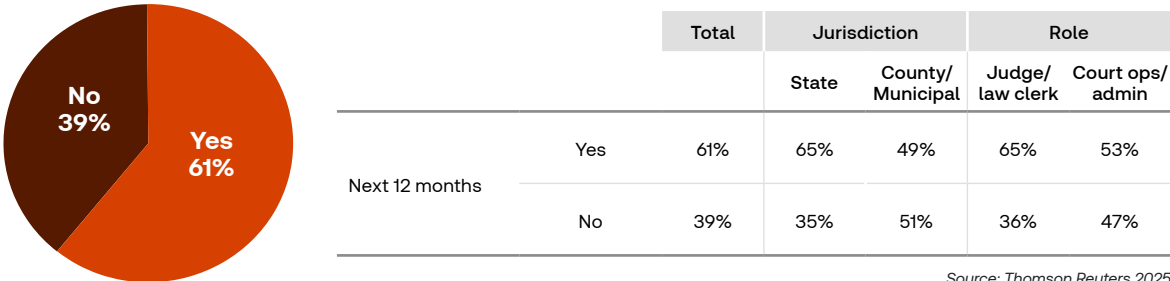 No
39%
Yes
61%
Total Jurisdiction Role
State County/ Municipal Judge/ law clerk Court ops/ admin
Next 12 months
Yes 61% 65% 49% 65% 53%
No 39% 35% 51% 36% 47%
Source: Thomson Reuters 2025